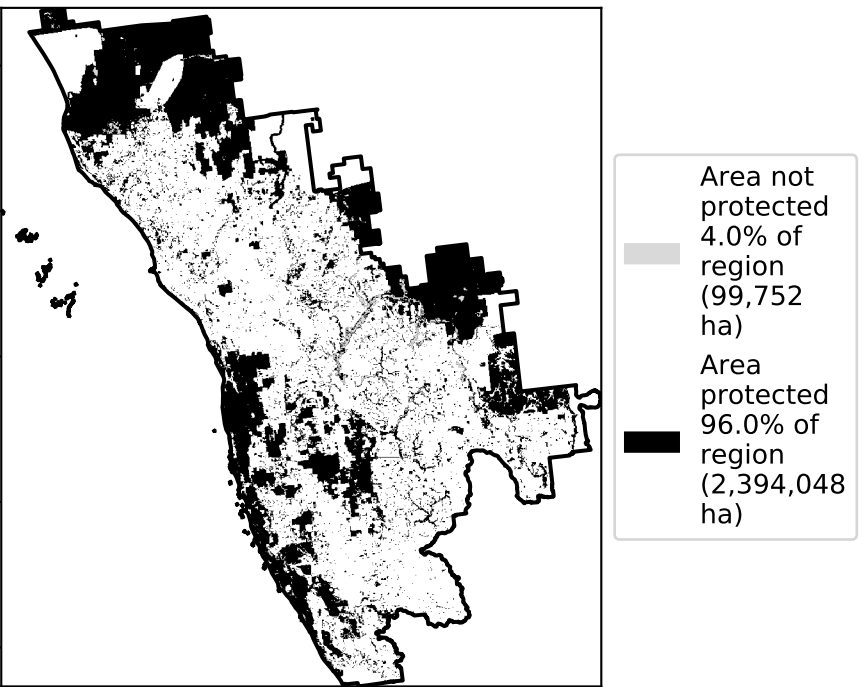 Area not
protected
4.0% of
region
(99,752
ha)
Area
protected
96.0% of
region
(2,394,048
ha)